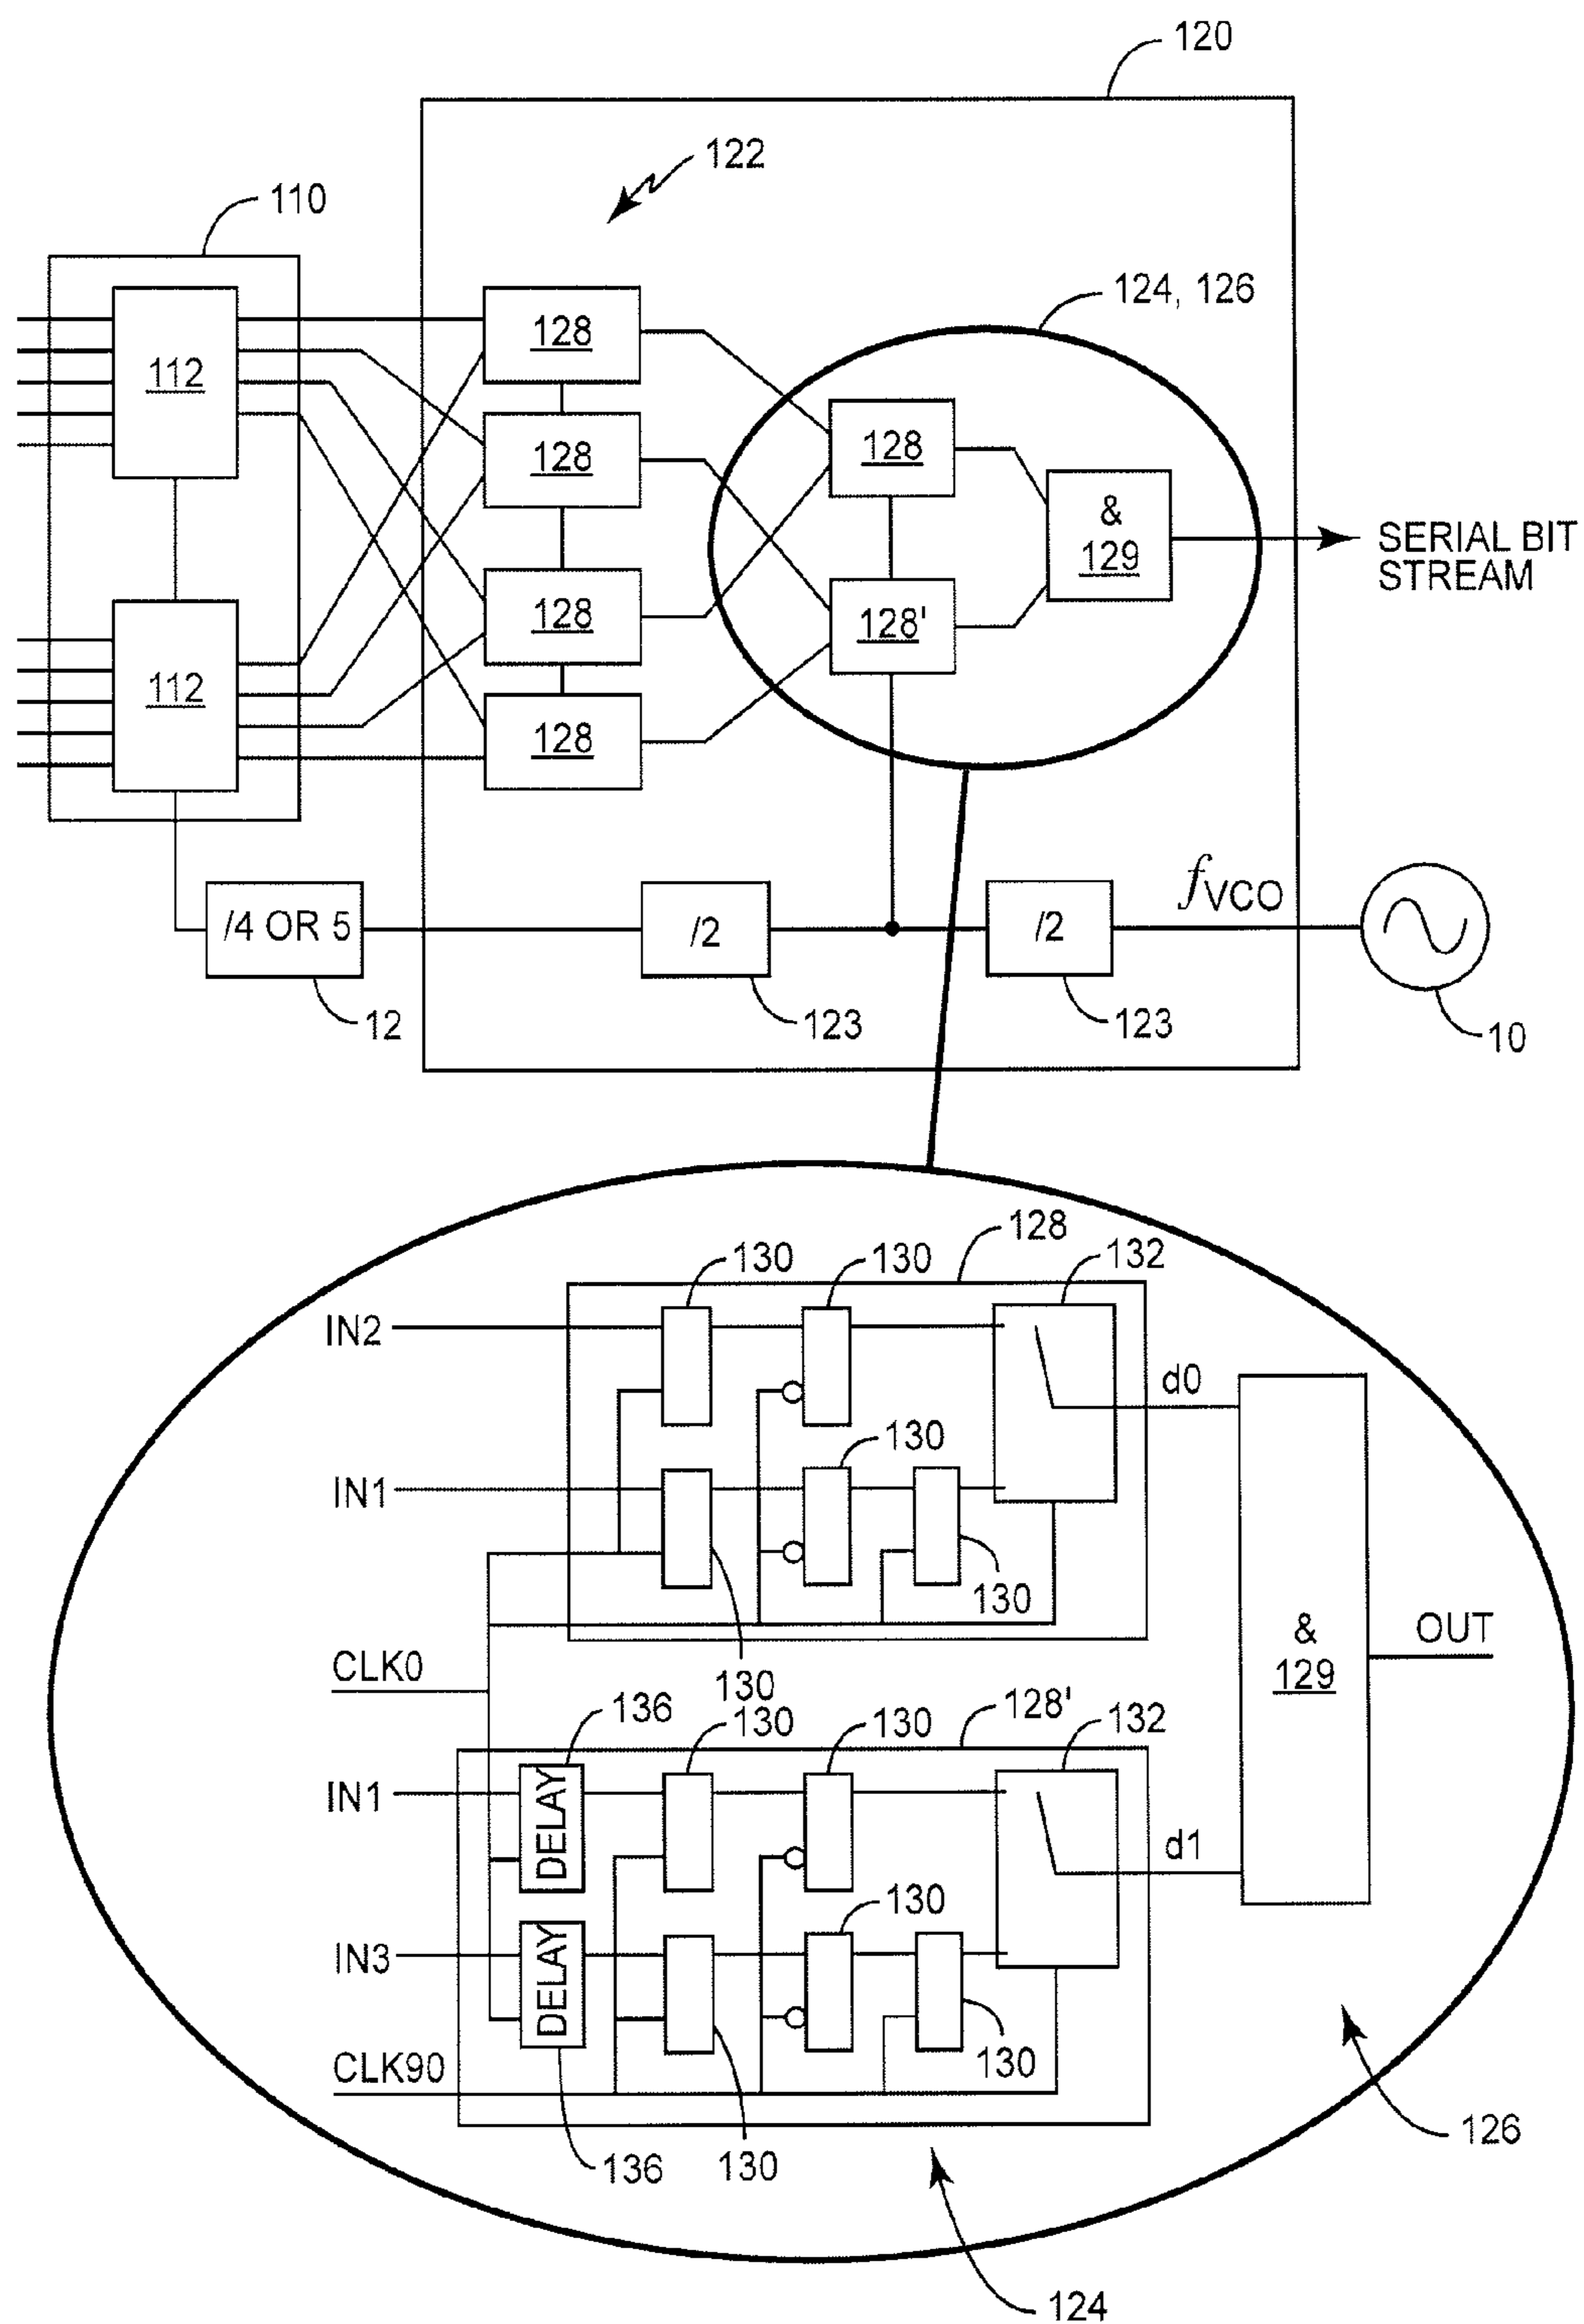 120
122
110
124, 126
128
112
128
128
&
129
SERIAL BIT
STREAM
128
128'
112
128
fVCO
/4 OR 5
/2
/2
12
123
123
10
128
130
130
132
IN2
d0
130
IN1
130
&
129
OUT
CLK0
130
128'
136
130
130
132
IN1
DELAY
d1
130
IN3
DELAY
130
CLK90
136
130
126
124